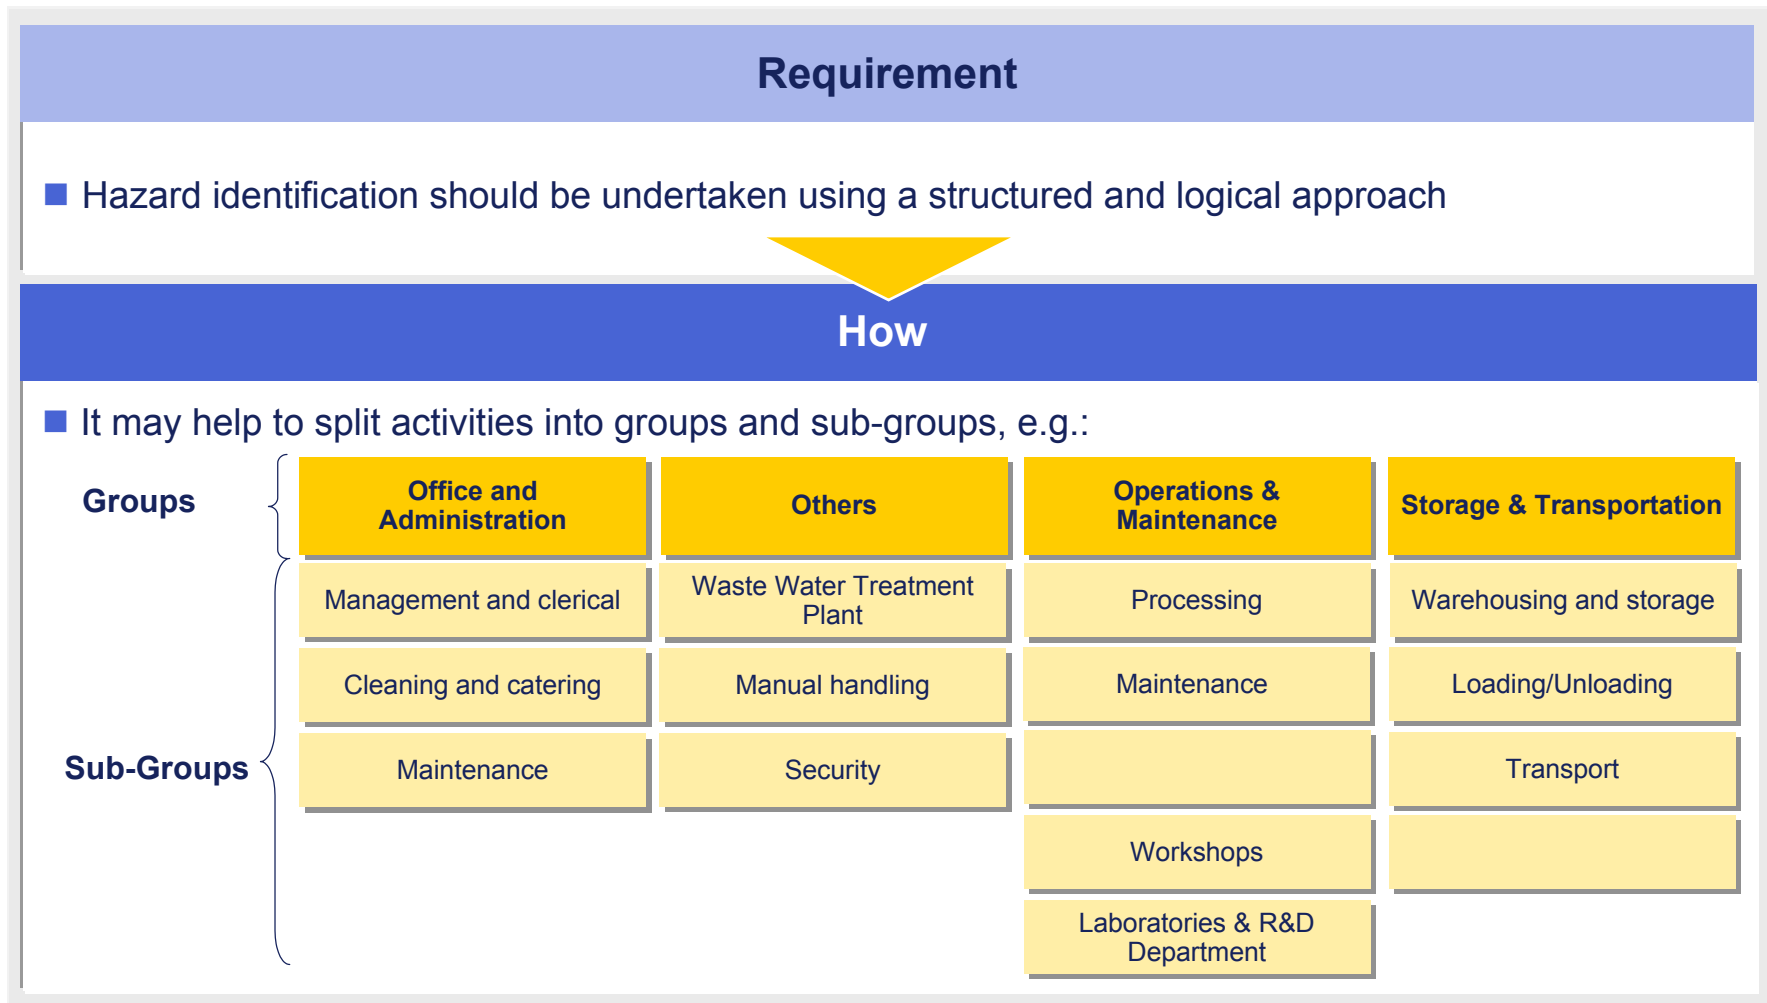 Requirement
Hazard identification should be undertaken using a structured and logical approach
How
It may help to split activities into groups and sub-groups, e.g.:
Groups
Office and
Administration
Others
Operations &
Maintenance
Storage & Transportation
Sub-Groups
Management and clerical
Waste Water Treatment
Plant
Processing
Warehousing and storage
Cleaning and catering
Manual handling
Maintenance
Loading/Unloading
Maintenance
Security
Transport
Workshops
Laboratories & R&D
Department